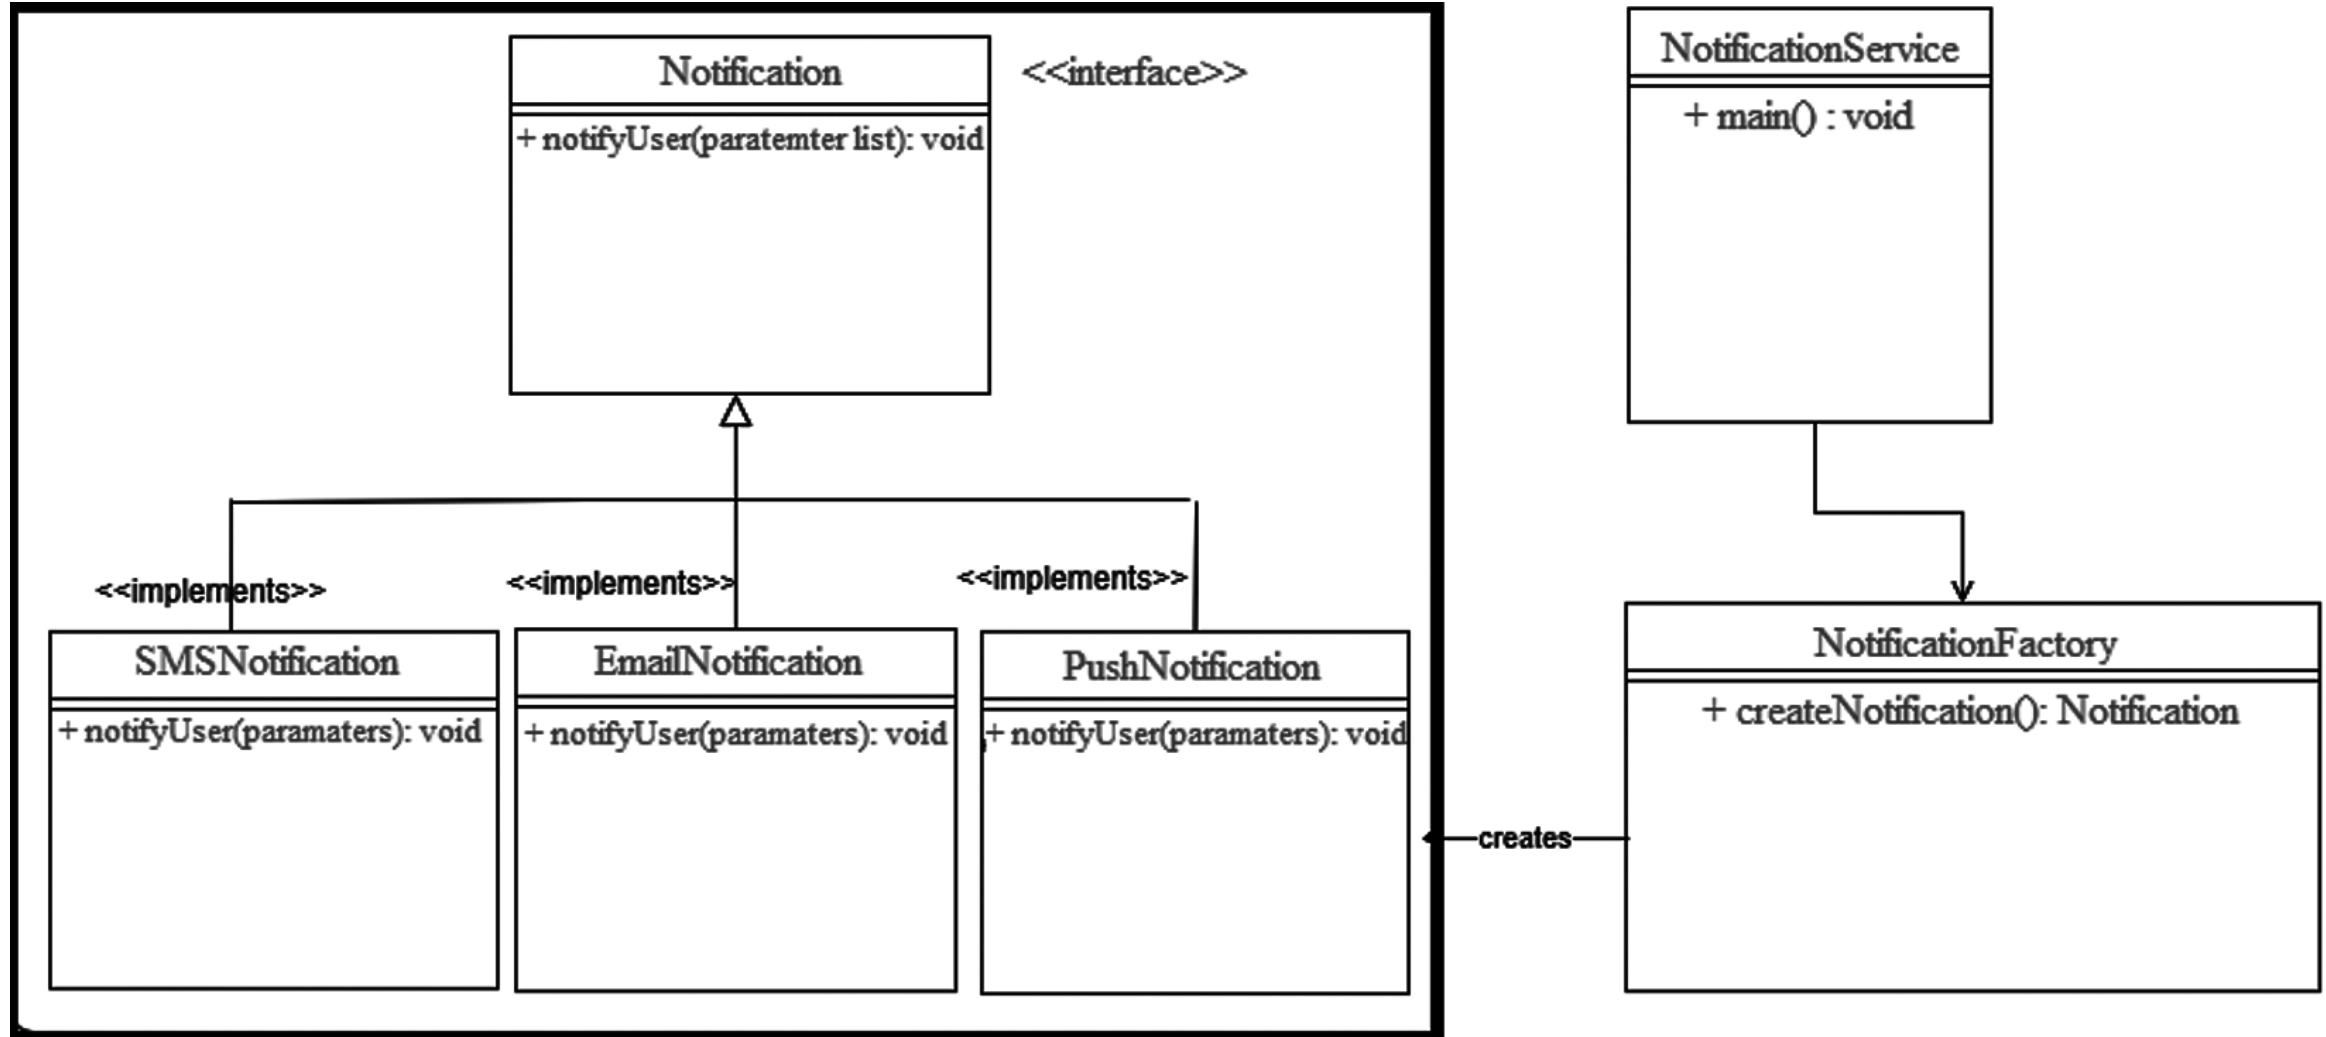 Notification
<<interface>>
+ notifyUser(paratemter list): void
NotificationService
+ main() : void
<<implements>>
<<implements>>
<<implements>>
SMSNotification
+ notifyUser(paramaters): void
EmailNotification
+ notifyUser(paramaters): void
PushNotification
+ notifyUser(paramaters): void
creates
NotificationFactory
+ createNotification(): Notification